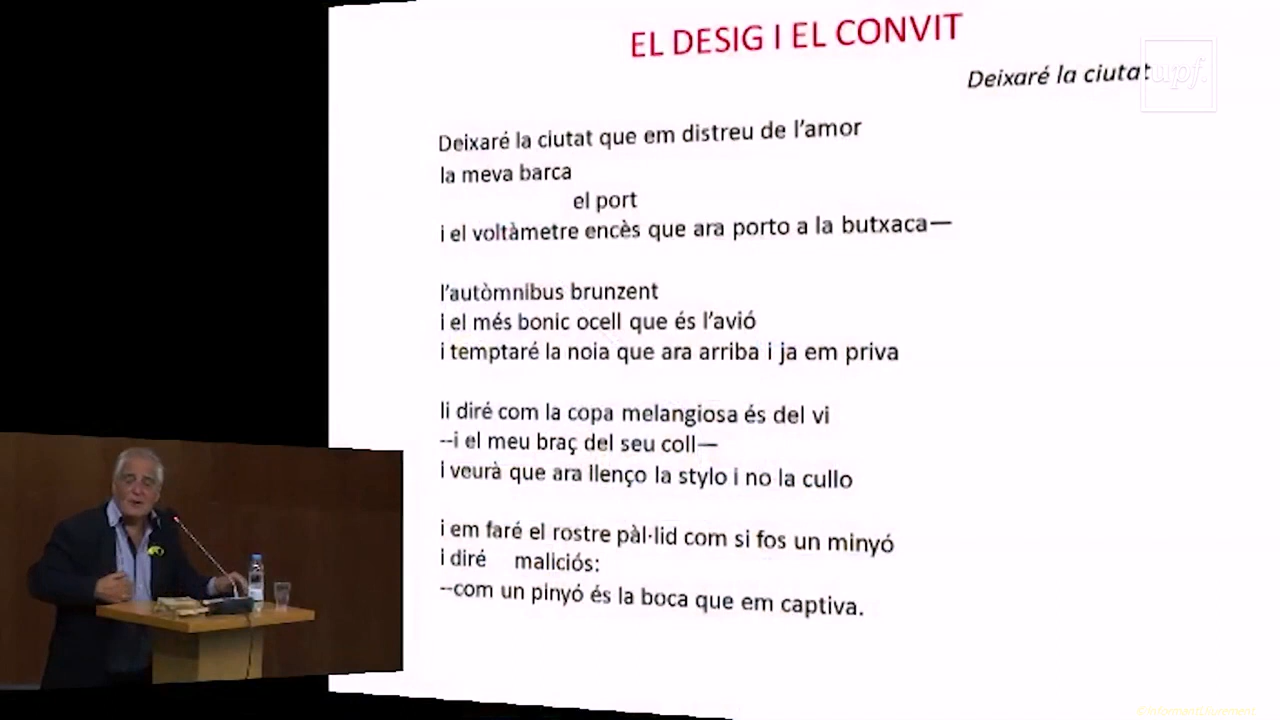 EL DESIG I EL CONVIT
Deixaré la ciutat
upf.
Deixaré la ciutat que em distreu de l'amor
la meva barca
el port
i el voltàmetre encès que ara porto a la butxaca—
l'autòmnibus brunzent
i el més bonic ocell que és l'avió
i temptaré la noia que ara arriba i ja em priva
li diré com la copa melangiosa és del vi
--i el meu braç del seu coll—
i veurà que ara llenço la stylo i no la cullo
i em faré el rostre pàl·lid com si fos un minyó
i diré maliciós:
--com un pinyó és la boca que em captiva.